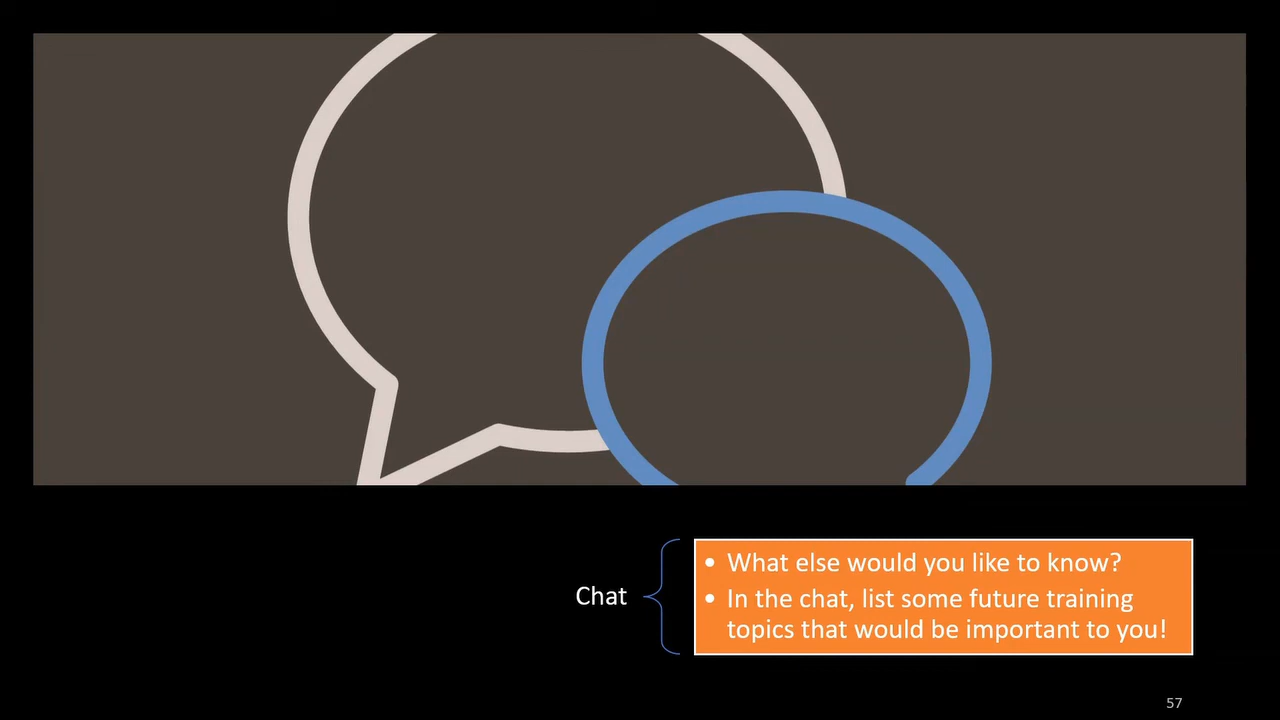 Chat
• What else would you like to know?
• In the chat, list some future training
topics that would be important to you!
57